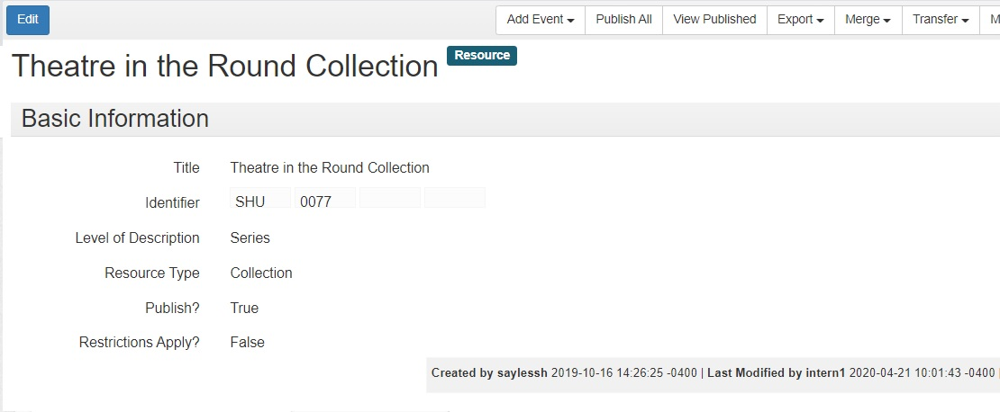 Edit Add Event Publish All View Published Export Merge Transfer M
Theatre in the Round Collection Resource
Basic Information
Title Theatre in the Round Collection
Identifier SHU 0077
Level of Description Series
Resource Type Collection
Publish? True
Restrictions Apply? False
Created by saylessh 2019-10-16 14:26:25 -0400 | Last Modified by intern1 2020-04-21 10:01:43 -0400 |